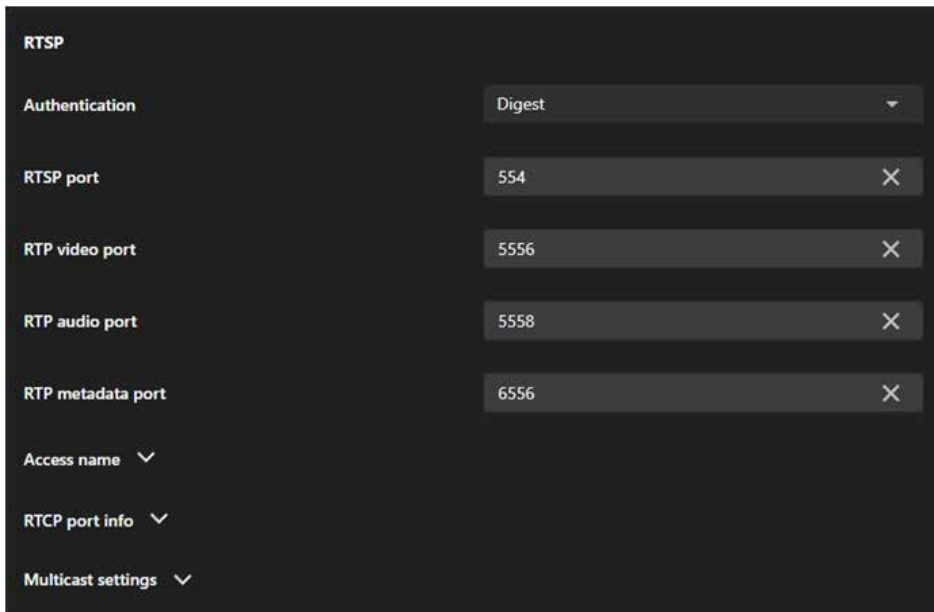 RTSP
Authentication Digest
RTSP port 554
RTP video port 5556
RTP audio port 5558
RTP metadata port 6556
Access name
RTCP port info
Multicast settings